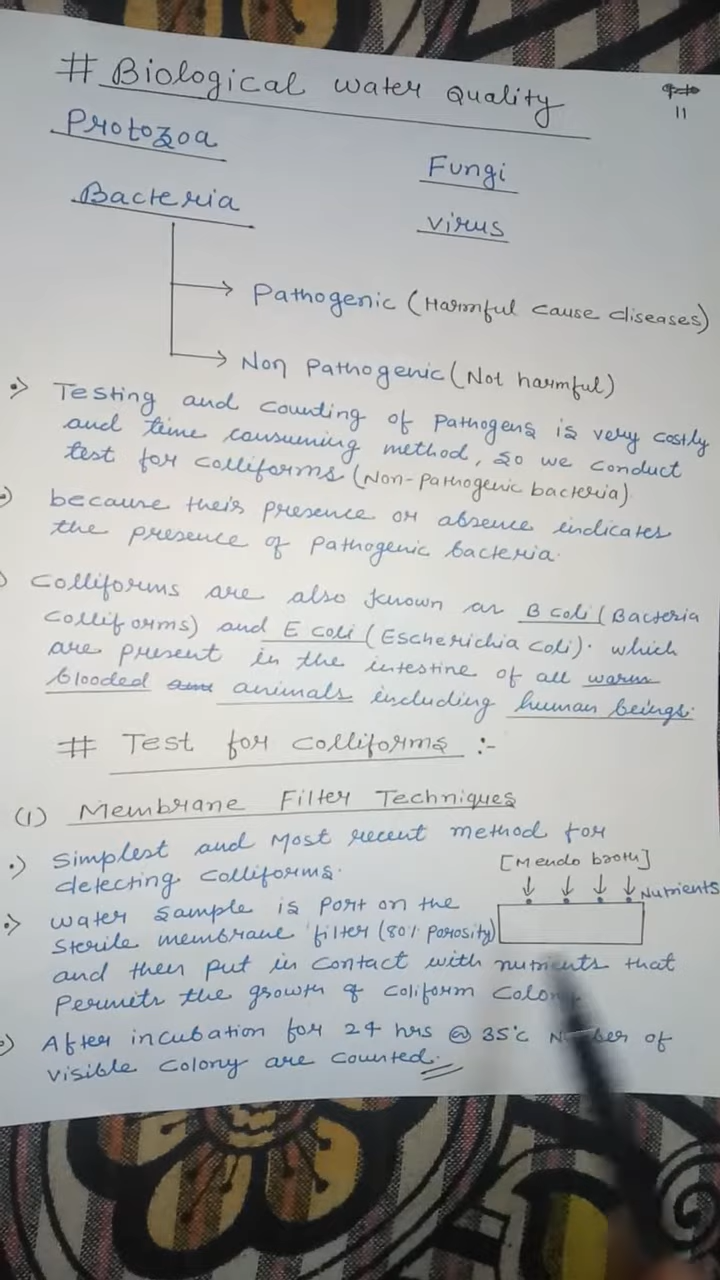 # Biological water Quality
11
Protozoa
Fungi
Bacteria
virus
Pathogenic (Harmful cause diseases)
Non Pathogenic (Not harmful)
Testing and counting of pathogens is very costly
and time consuming method, so we conduct
test for colliforms (Non-pathogenic bacteria).
because their presence or absence indicates
the presence of pathogenic bacteria.
Colliforms are also known as B coli (Bacteria
Colliforms) and E coli (Escherichia coli). which
are present in the intestine of all warm
blooded animals including human beings.
# Test for colliforms :-
(1) Membrane Filter Techniques
Simplest and Most recent method for
detecting colliforms.
[Mendo broth]
Nutrients
water sample is port on the
sterile membrane filter (80% Porosity)
and then put in contact with nutrients that
permits the growth of coliform
After incubation for 24 hrs @ 35°c of
visible colony are counted.